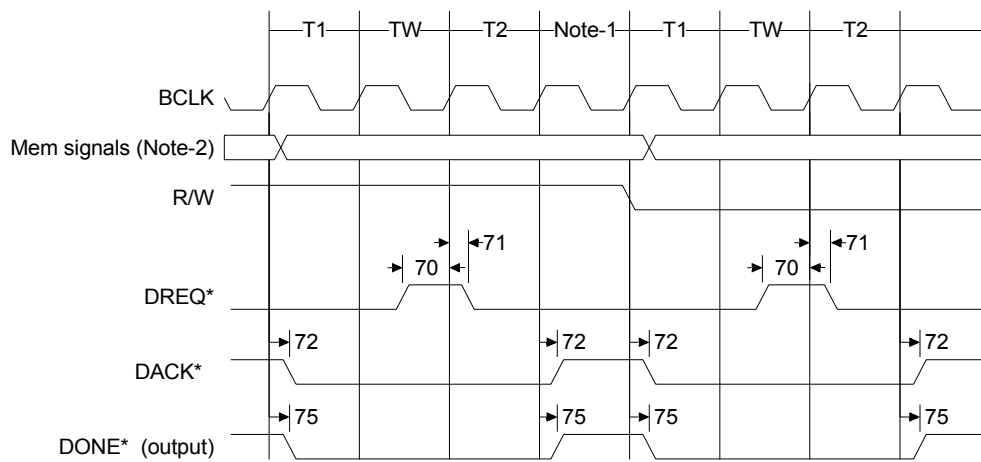 T1 TW T2 Note-1 T1 TW T2
BCLK
Mem signals (Note-2)
R/W
71 71
70 70
DREQ*
72 72 72 72
DACK*
75 75 75 75
DONE* (output)